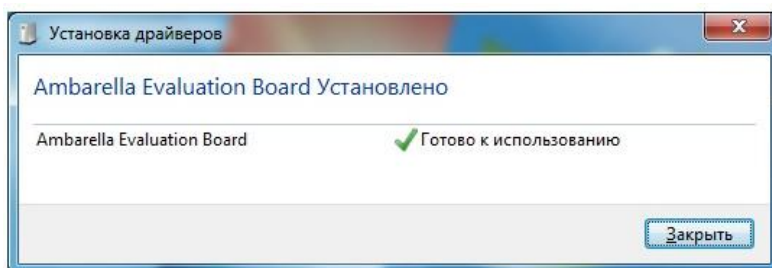 Установка драйверов
Ambarella Evaluation Board Установлено
Ambarella Evaluation Board Готово к использованию
Закрыть